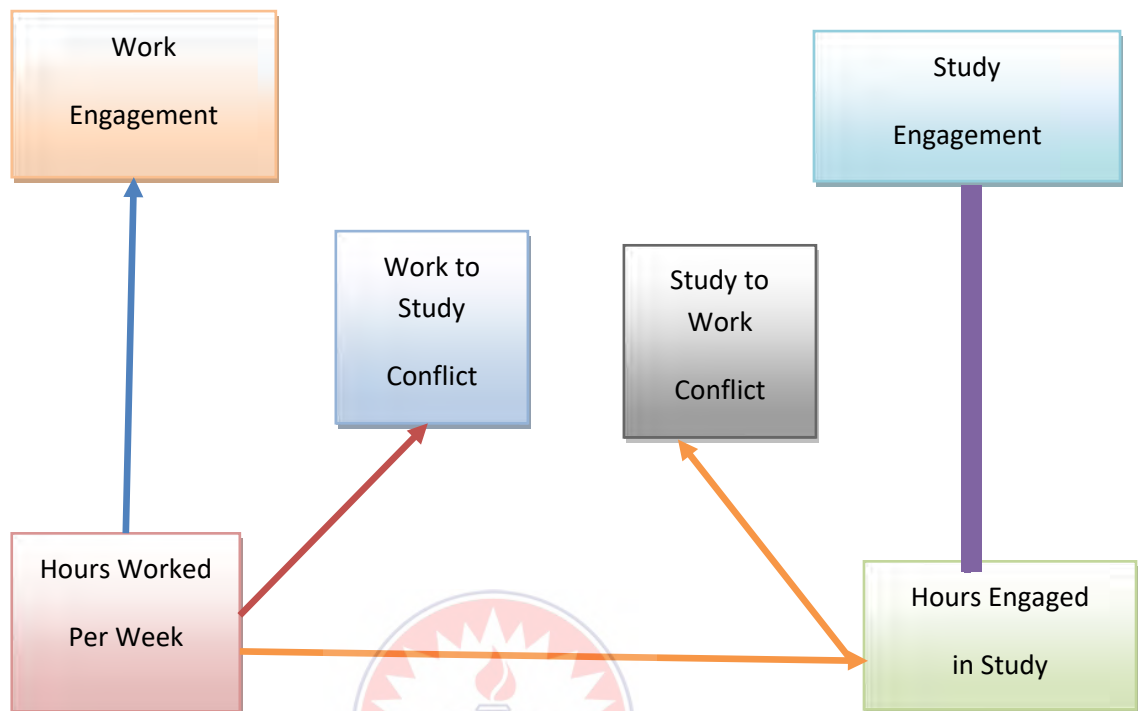 Work
Engagement
Study
Engagement
Work to
Study
Conflict
Study to
Work
Conflict
Hours Worked
Per Week
Hours Engaged
in Study